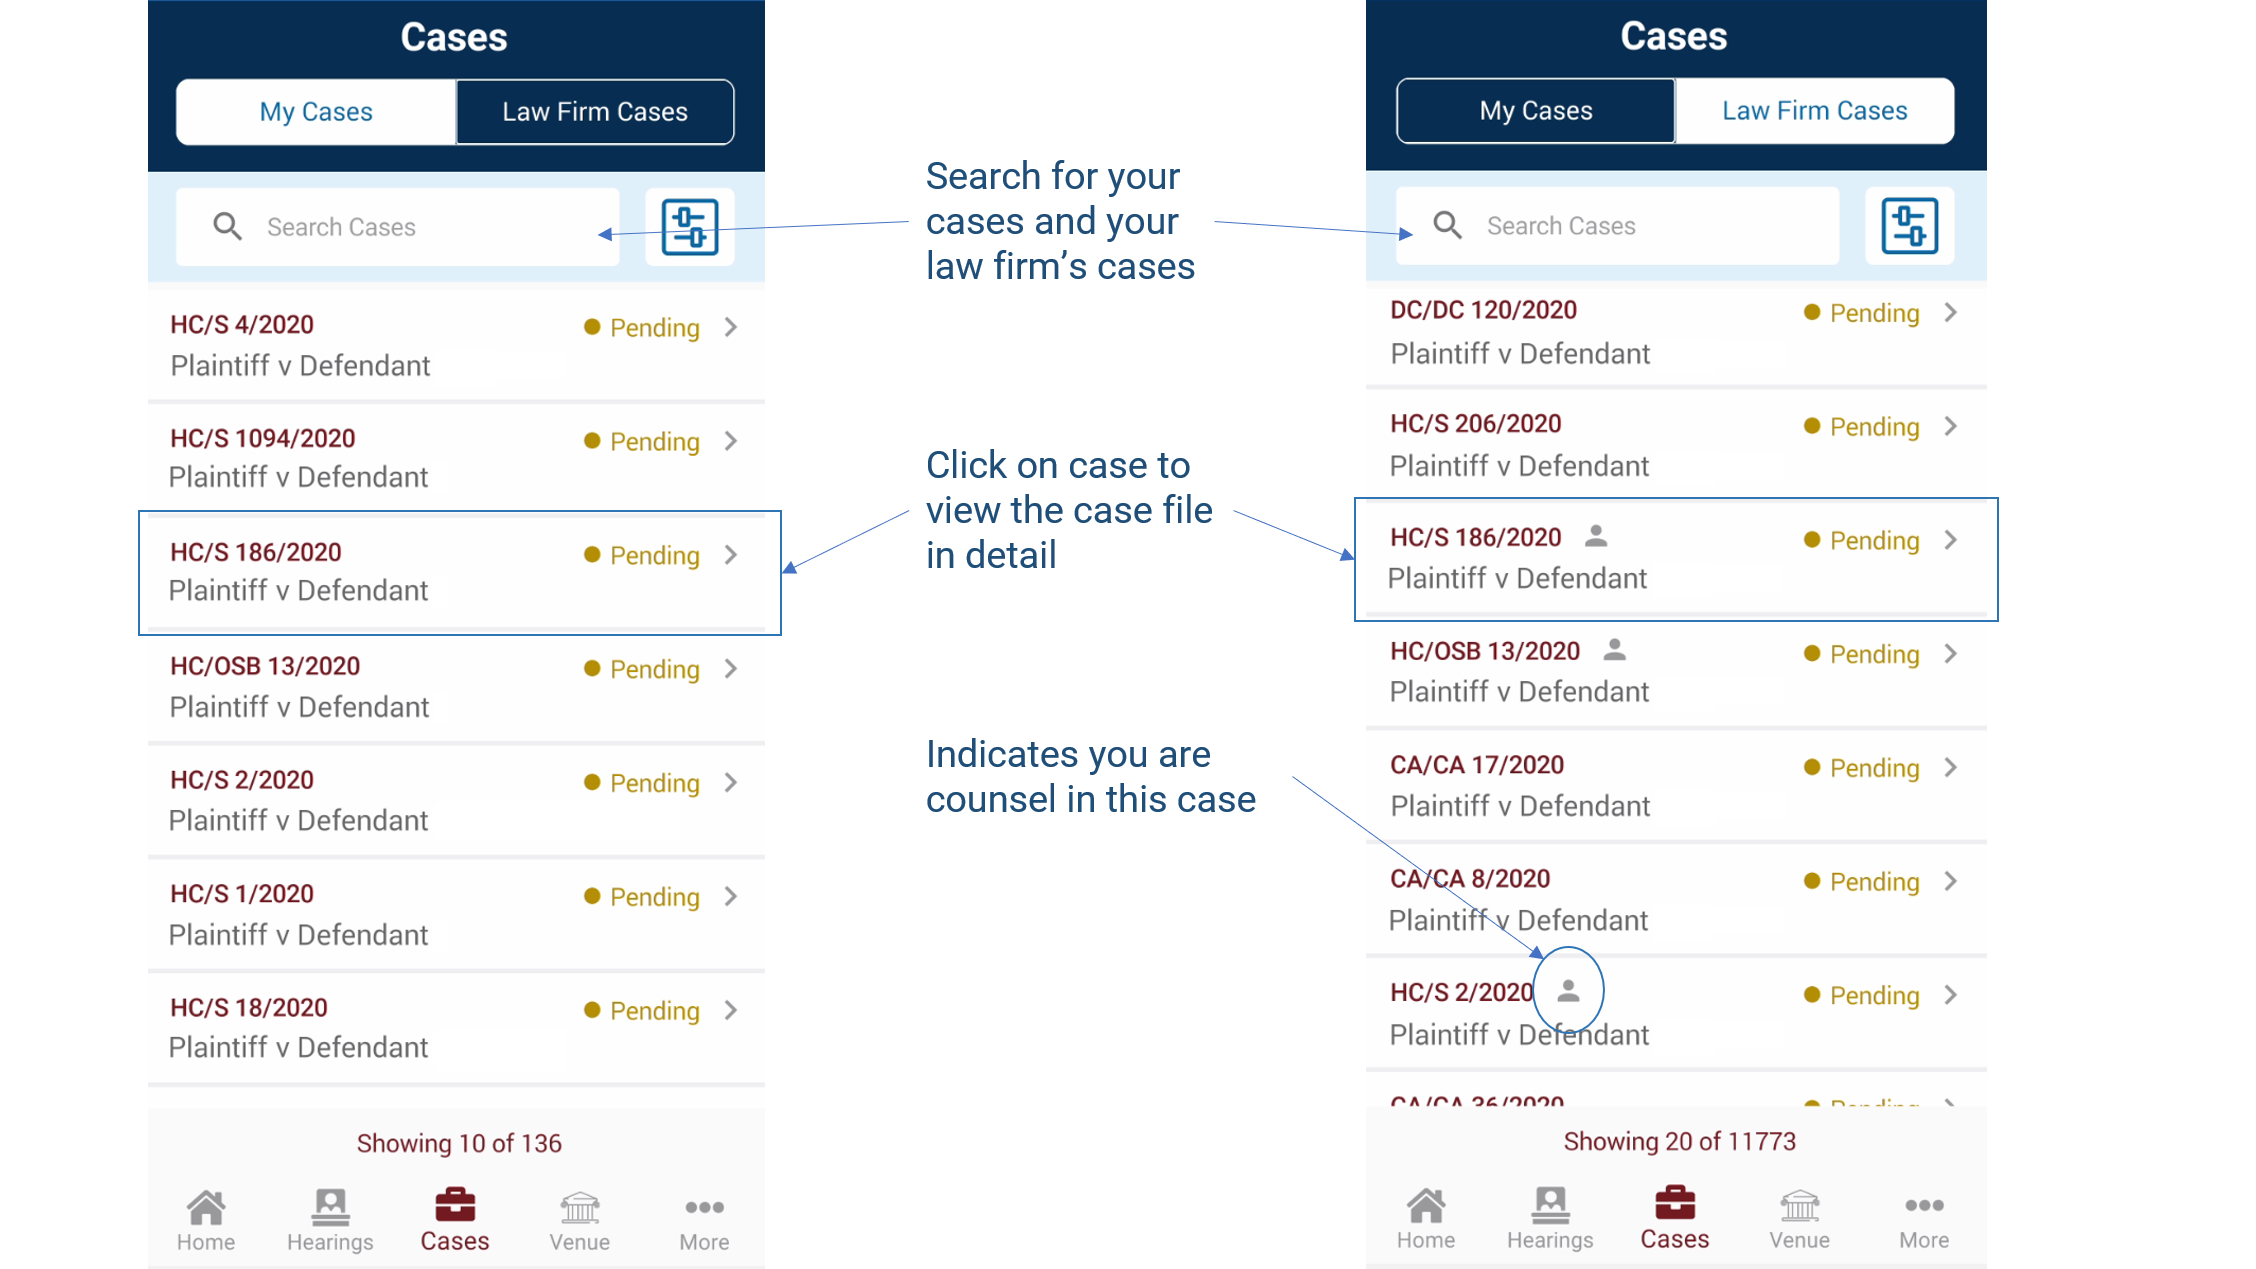 Cases
My Cases
Law Firm Cases
Search Cases
HC/S 4/2020
Pending
Plaintiff v Defendant
HC/S 1094/2020
Pending
Plaintiff v Defendant
HC/S 186/2020
Pending
Plaintiff v Defendant
HC/OSB 13/2020
Pending
Plaintiff v Defendant
HC/S 2/2020
Pending
Plaintiff v Defendant
HC/S 1/2020
Pending
Plaintiff v Defendant
HC/S 18/2020
Pending
Plaintiff v Defendant
Showing 10 of 136
Home
Hearings
Cases
Venue
More
Search for your
cases and your
law firm’s cases
Click on case to
view the case file
in detail
Indicates you are
counsel in this case
Cases
My Cases
Law Firm Cases
Search Cases
DC/DC 120/2020
Pending
Plaintiff v Defendant
HC/S 206/2020
Pending
Plaintiff v Defendant
HC/S 186/2020
Pending
Plaintiff v Defendant
HC/OSB 13/2020
Pending
Plaintiff v Defendant
CA/CA 17/2020
Pending
Plaintiff v Defendant
CA/CA 8/2020
Pending
Plaintiff v Defendant
HC/S 2/2020
Pending
Plaintiff v Defendant
CA/CA 36/2020
Pending
Showing 20 of 11773
Home
Hearings
Cases
Venue
More